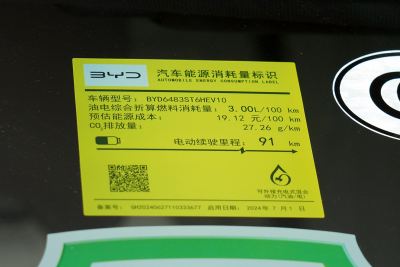 BYD 汽车能源消耗量标识
AUTOMOBILE ENERGY CONSUMPTION LABEL
车辆型号: BYD6483ST6HEV10
油电综合折算燃料消耗量: 3.00L/100 km
预估能源成本: 19.12 元/100 km
CO₂排放量: 27.26 g/km
电动续驶里程: 91 km
可外接充电式混合
动力(汽油/电)
备案号: 启用日期: 2024年7月1日